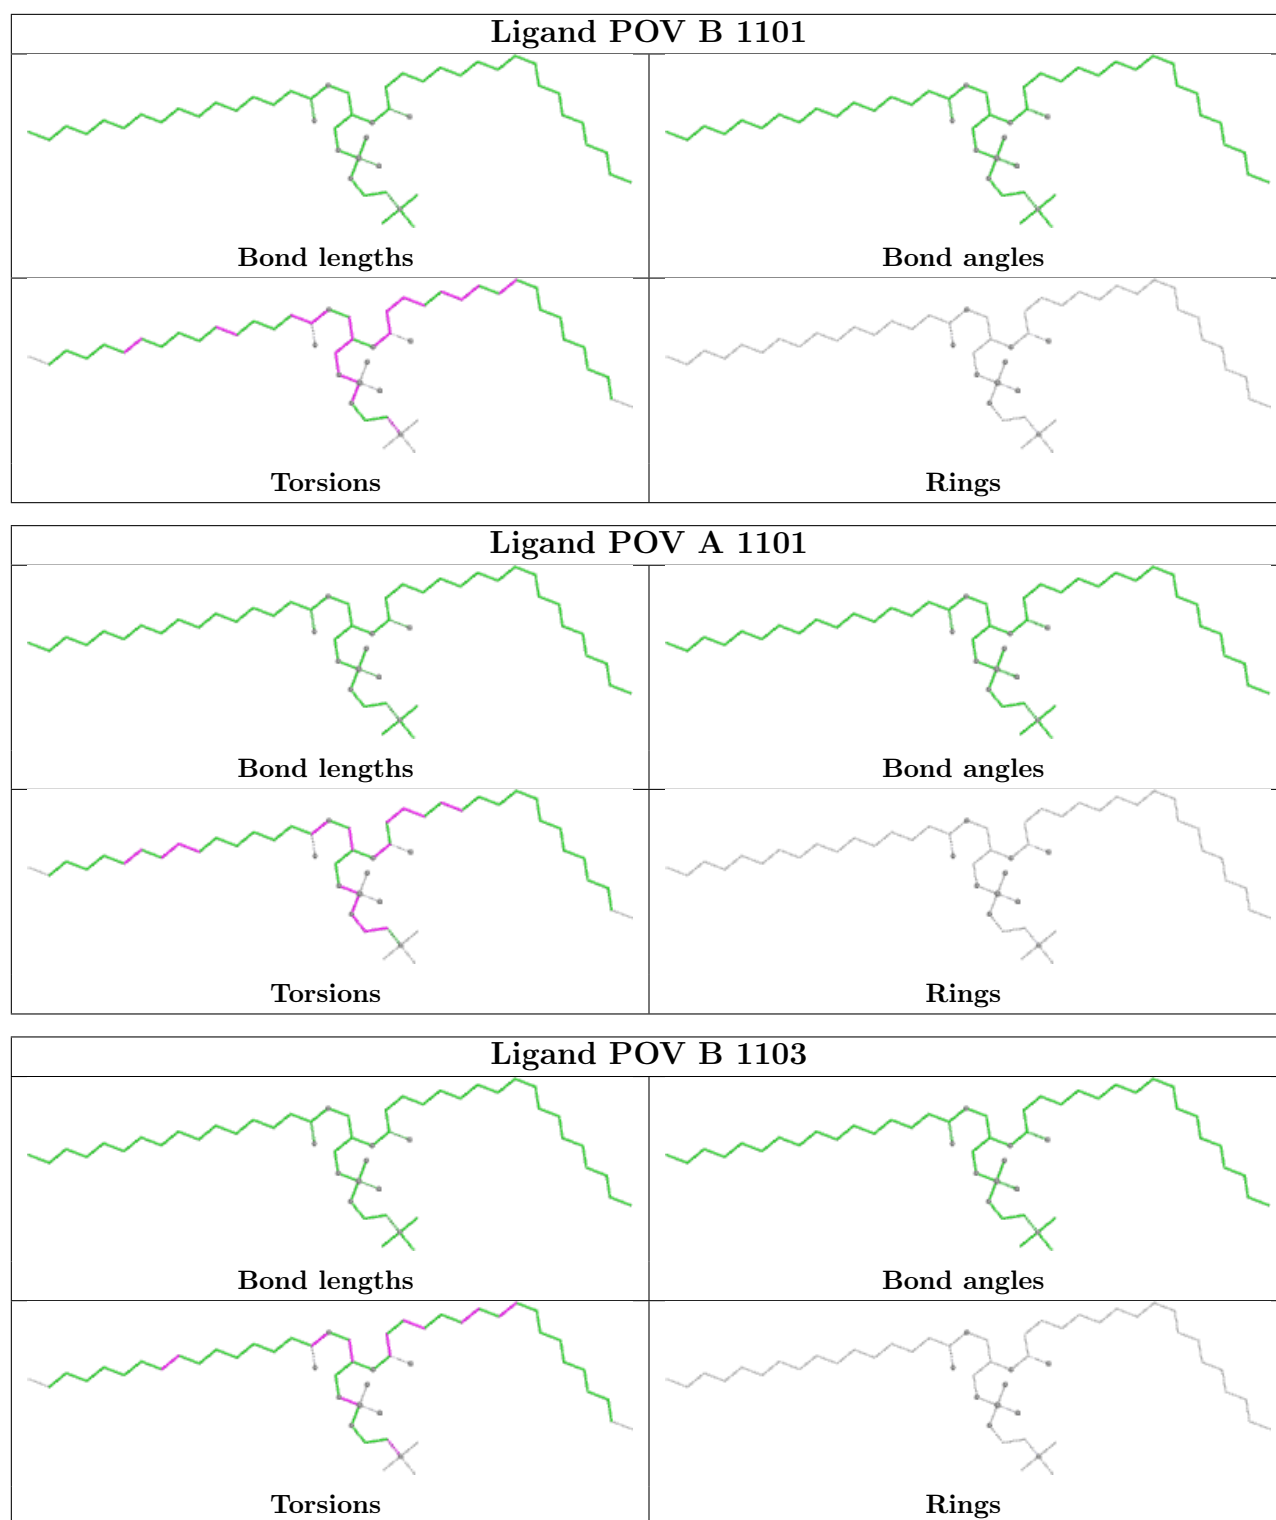 Ligand POV B 1101
Bond lengths
Bond angles
Torsions
Rings
Ligand POV A 1101
Bond lengths
Bond angles
Torsions
Rings
Ligand POV B 1103
Bond lengths
Bond angles
Torsions
Rings